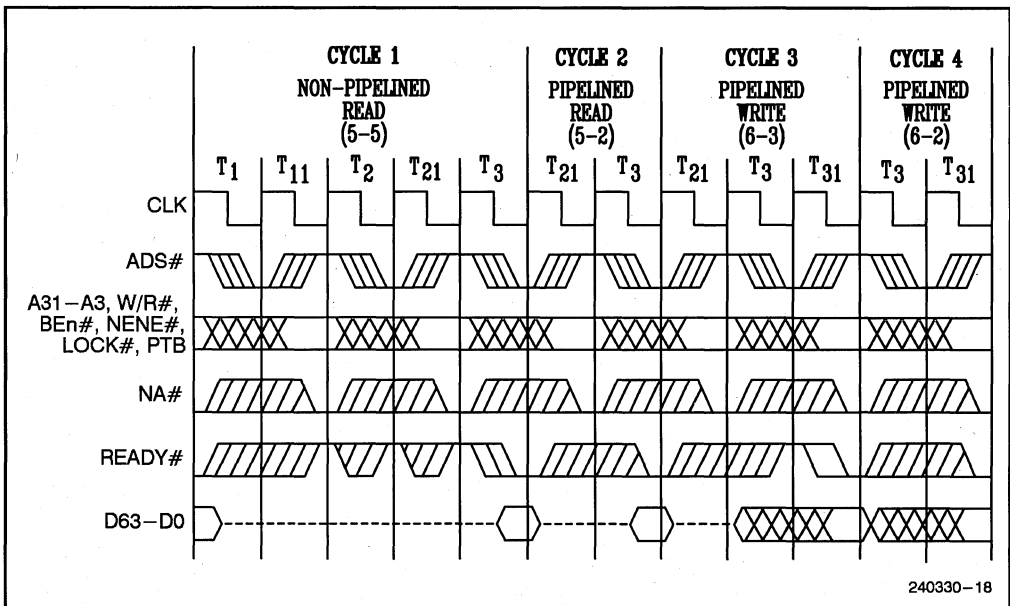 CYCLE 1 CYCLE 2 CYCLE 3 CYCLE 4
NON-PIPELINED READ (5-5)
PIPELINED READ (5-2)
PIPELINED WRITE (6-3)
PIPELINED WRITE (6-2)
T1 T11 T2 T21 T3 T21 T3 T21 T3 T31 T3 T31
CLK
ADS#
A31-A3, W/R#,
BEn#, NENE#,
LOCK#, PTB
NA#
READY#
D63-D0
240330-18